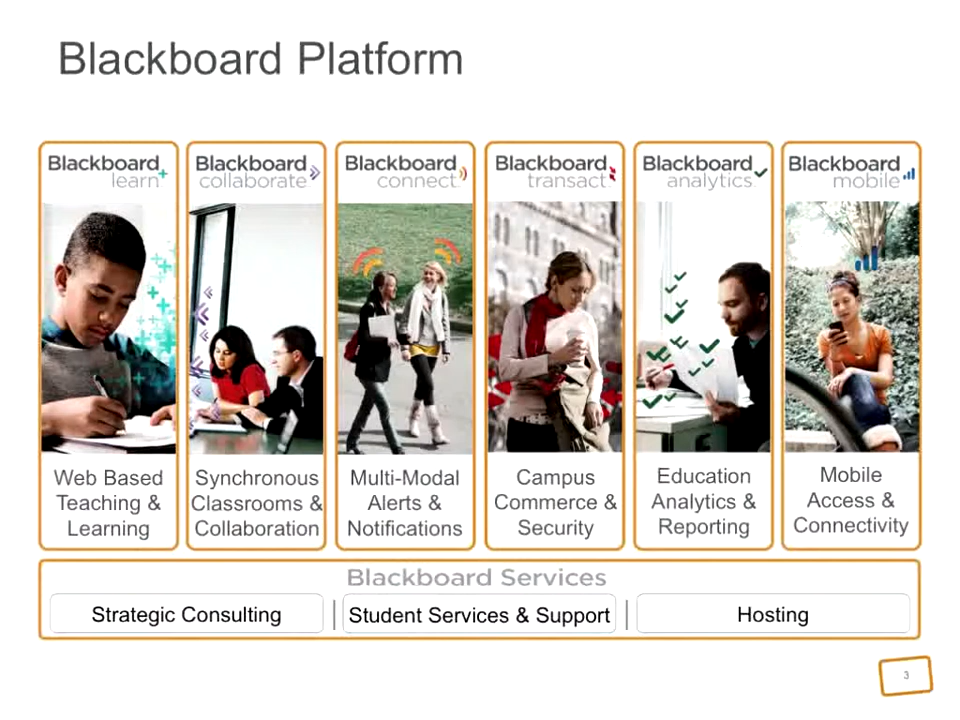 Blackboard Platform
Blackboard
learn
Blackboard
collaborate
Blackboard
connect
Blackboard
transact
Blackboard
analytics
Blackboard
mobile
Web Based
Teaching &
Learning
Synchronous
Classrooms &
Collaboration
Multi-Modal
Alerts &
Notifications
Campus
Commerce &
Security
Education
Analytics &
Reporting
Mobile
Access &
Connectivity
Blackboard Services
Strategic Consulting
Student Services & Support
Hosting
3